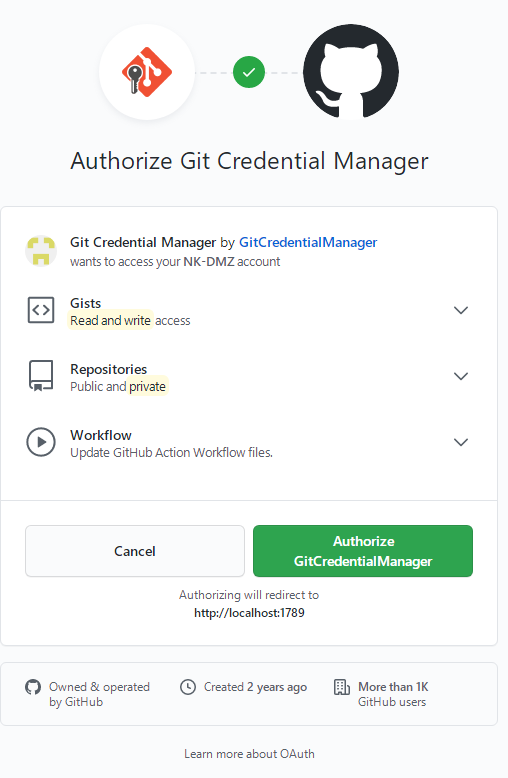 Authorize Git Credential Manager
Git Credential Manager by GitCredentialManager
wants to access your NK-DMZ account
Gists
Read and write access
Repositories
Public and private
Workflow
Update GitHub Action Workflow files.
Cancel
Authorize
GitCredentialManager
Authorizing will redirect to
http://localhost:1789
Owned & operated
by GitHub
Created 2 years ago
More than 1K
GitHub users
Learn more about OAuth